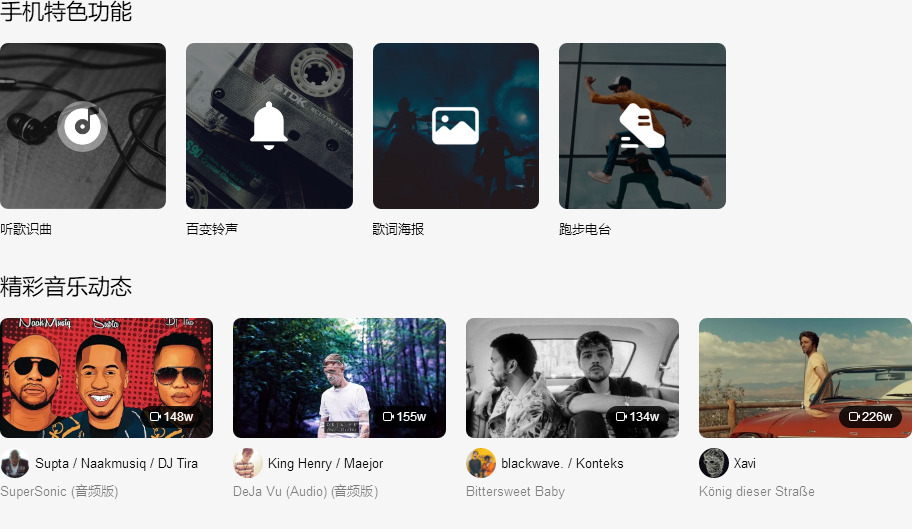 手机特色功能
TDK
听歌识曲
百变铃声
歌词海报
跑步电台
精彩音乐动态
NaakMusiq Supta DJ Tira
148w
DEJA VU
155w
134w
226w
Supta / Naakmusiq / DJ Tira
King Henry / Maejor
blackwave. / Konteks
Xavi
SuperSonic (音频版)
DeJa Vu (Audio) (音频版)
Bittersweet Baby
König dieser Straße